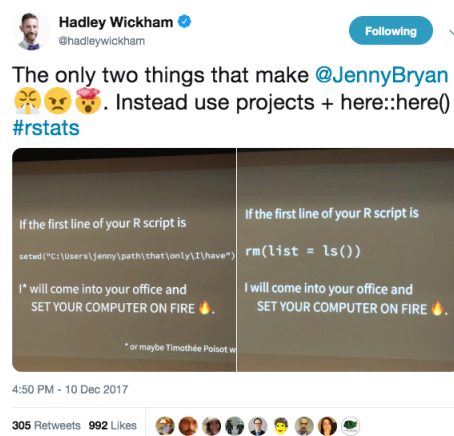 Hadley Wickham
@hadleywickham
Following
The only two things that make @JennyBryan
😤😠🤯. Instead use projects + here::here()
#rstats
If the first line of your R script is
setwd("C:\Users\jenny\path\that\only\I\have")
I* will come into your office and
SET YOUR COMPUTER ON FIRE 🔥.
* or maybe Timothée Poisot w
If the first line of your R script is
rm(list = ls())
I will come into your office and
SET YOUR COMPUTER ON FIRE 🔥.
4:50 PM - 10 Dec 2017
305 Retweets 992 Likes